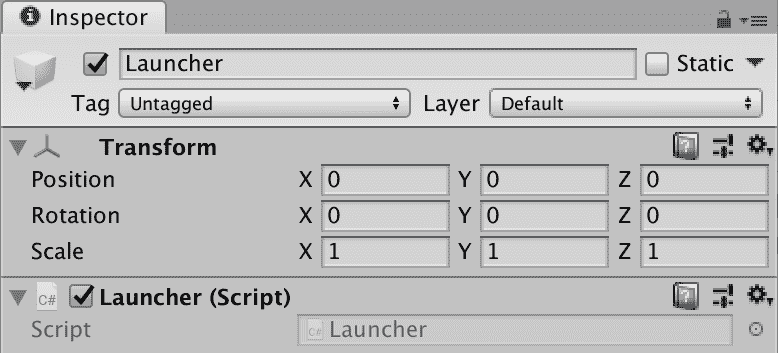 Inspector
Launcher
Static
Tag Untagged Layer Default
Transform
Position X 0 Y 0 Z 0
Rotation X 0 Y 0 Z 0
Scale X 1 Y 1 Z 1
C# Launcher (Script)
Script C# Launcher